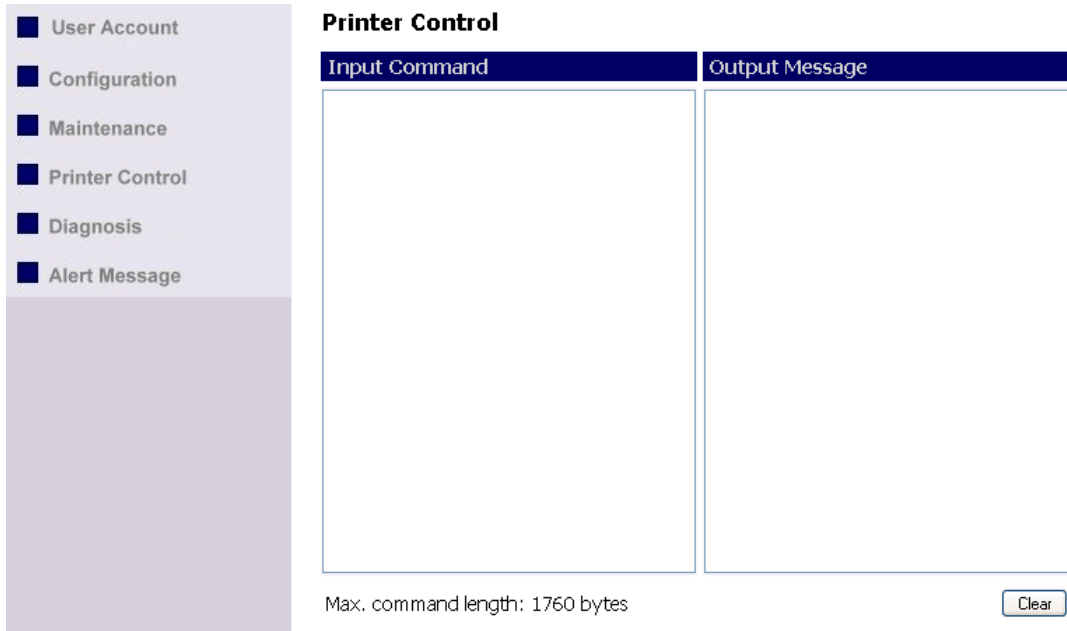 User Account
Configuration
Maintenance
Printer Control
Diagnosis
Alert Message
Printer Control
Input Command
Output Message
Max. command length: 1760 bytes
Clear